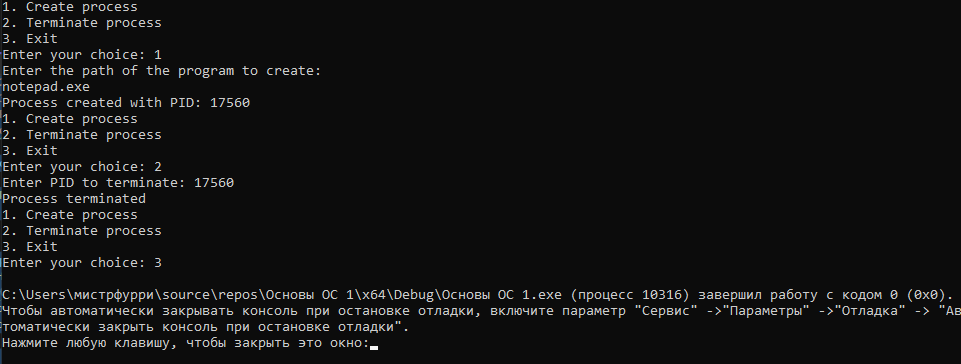 1. Create process
2. Terminate process
3. Exit
Enter your choice: 1
Enter the path of the program to create:
notepad.exe
Process created with PID: 17560
1. Create process
2. Terminate process
3. Exit
Enter your choice: 2
Enter PID to terminate: 17560
Process terminated
1. Create process
2. Terminate process
3. Exit
Enter your choice: 3
C:\Users\мистрфурри\source\repos\Основы ОС 1\x64\Debug\Основы ОС 1.exe (процесс 10316) завершил работу с кодом 0 (0x0).
Чтобы автоматически закрывать консоль при остановке отладки, включите параметр "Сервис" ->"Параметры" ->"Отладка" -> "Ав
томатически закрыть консоль при остановке отладки".
Нажмите любую клавишу, чтобы закрыть это окно: